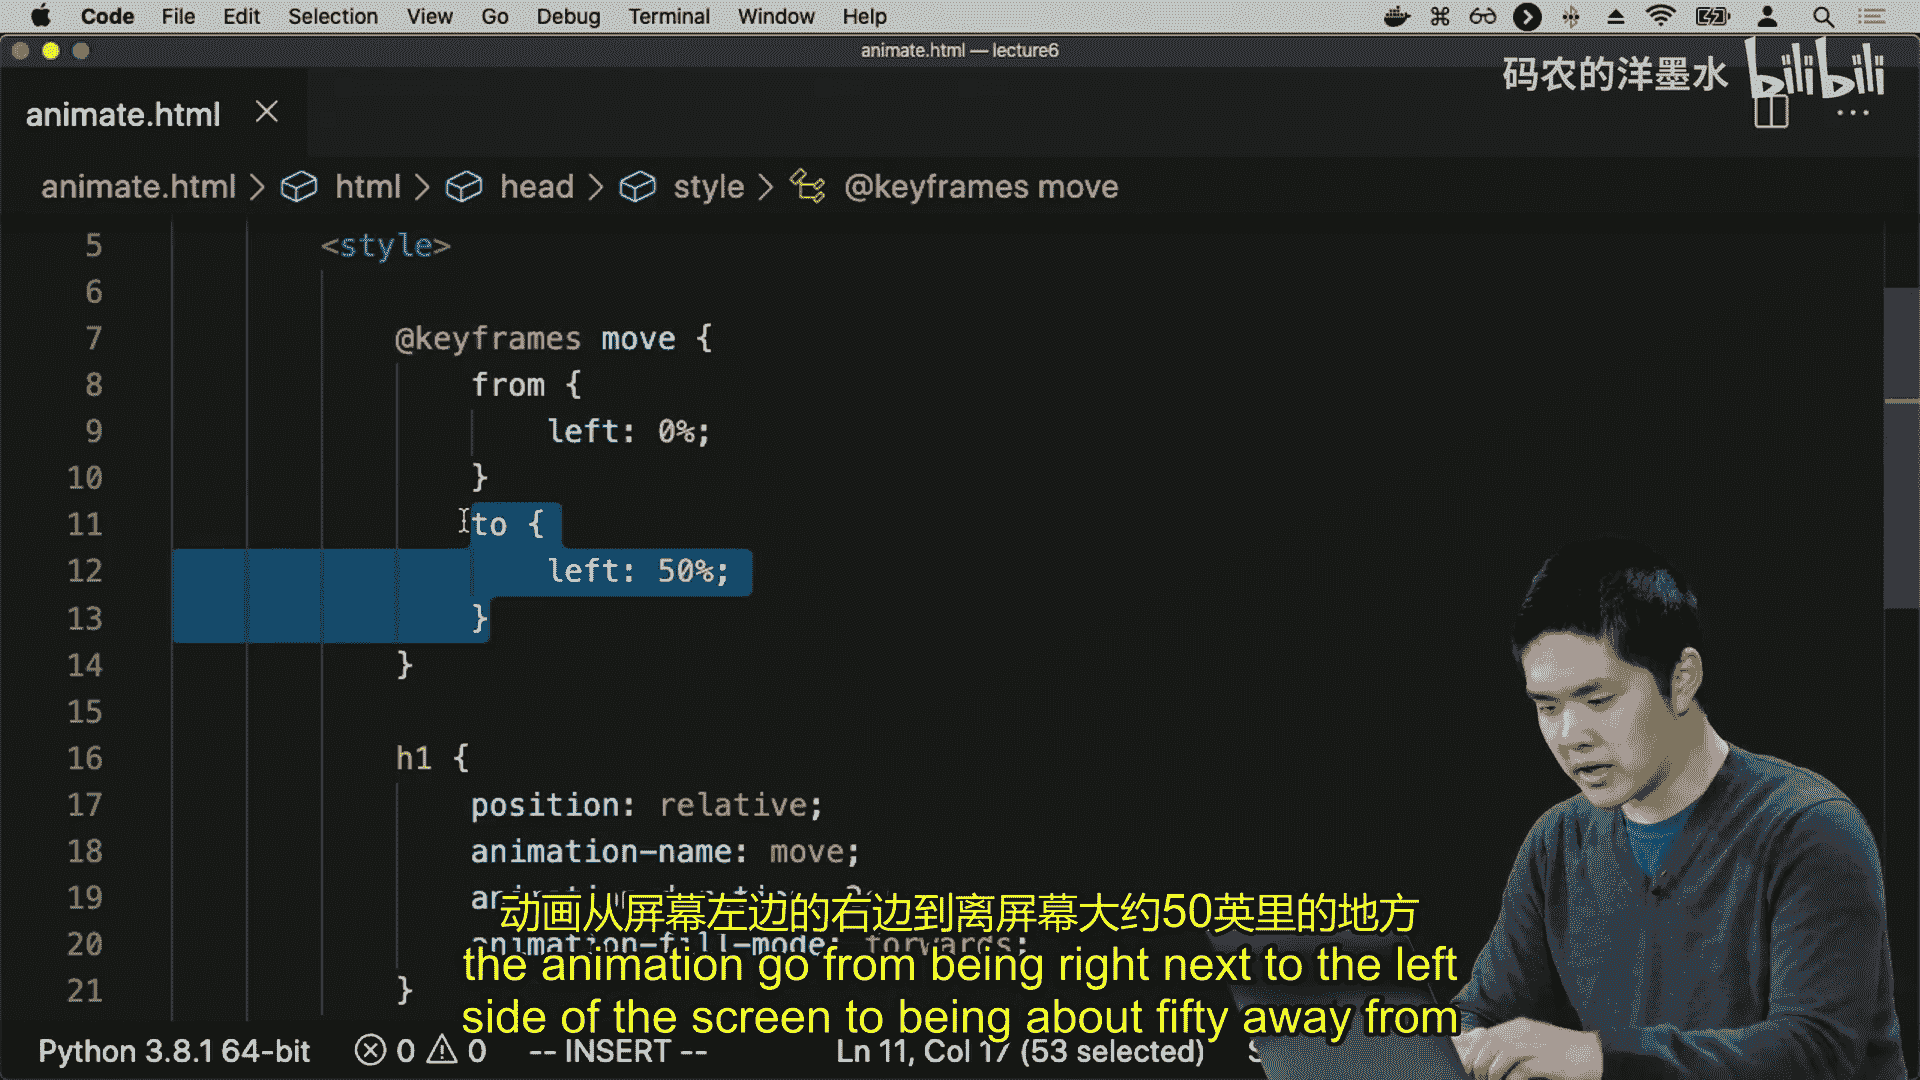 Code File Edit Selection View Go Debug Terminal Window Help
animate.html — lecture6
码农的洋墨水 bilibili
animate.html
animate.html > html > head > style > @keyframes move
5 <style>
6
7 @keyframes move {
8 from {
9 left: 0%;
10 }
11 to {
12 left: 50%;
13 }
14 }
15
16 h1 {
17 position: relative;
18 animation-name: move;
19
20 animation-fill-mode: forwards;
21 }
动画从屏幕左边的右边到离屏幕大约50英里的地方
the animation go from being right next to the left
side of the screen to being about fifty away from
Python 3.8.1 64-bit 0 0 -- INSERT -- Ln 11, Col 17 (53 selected)